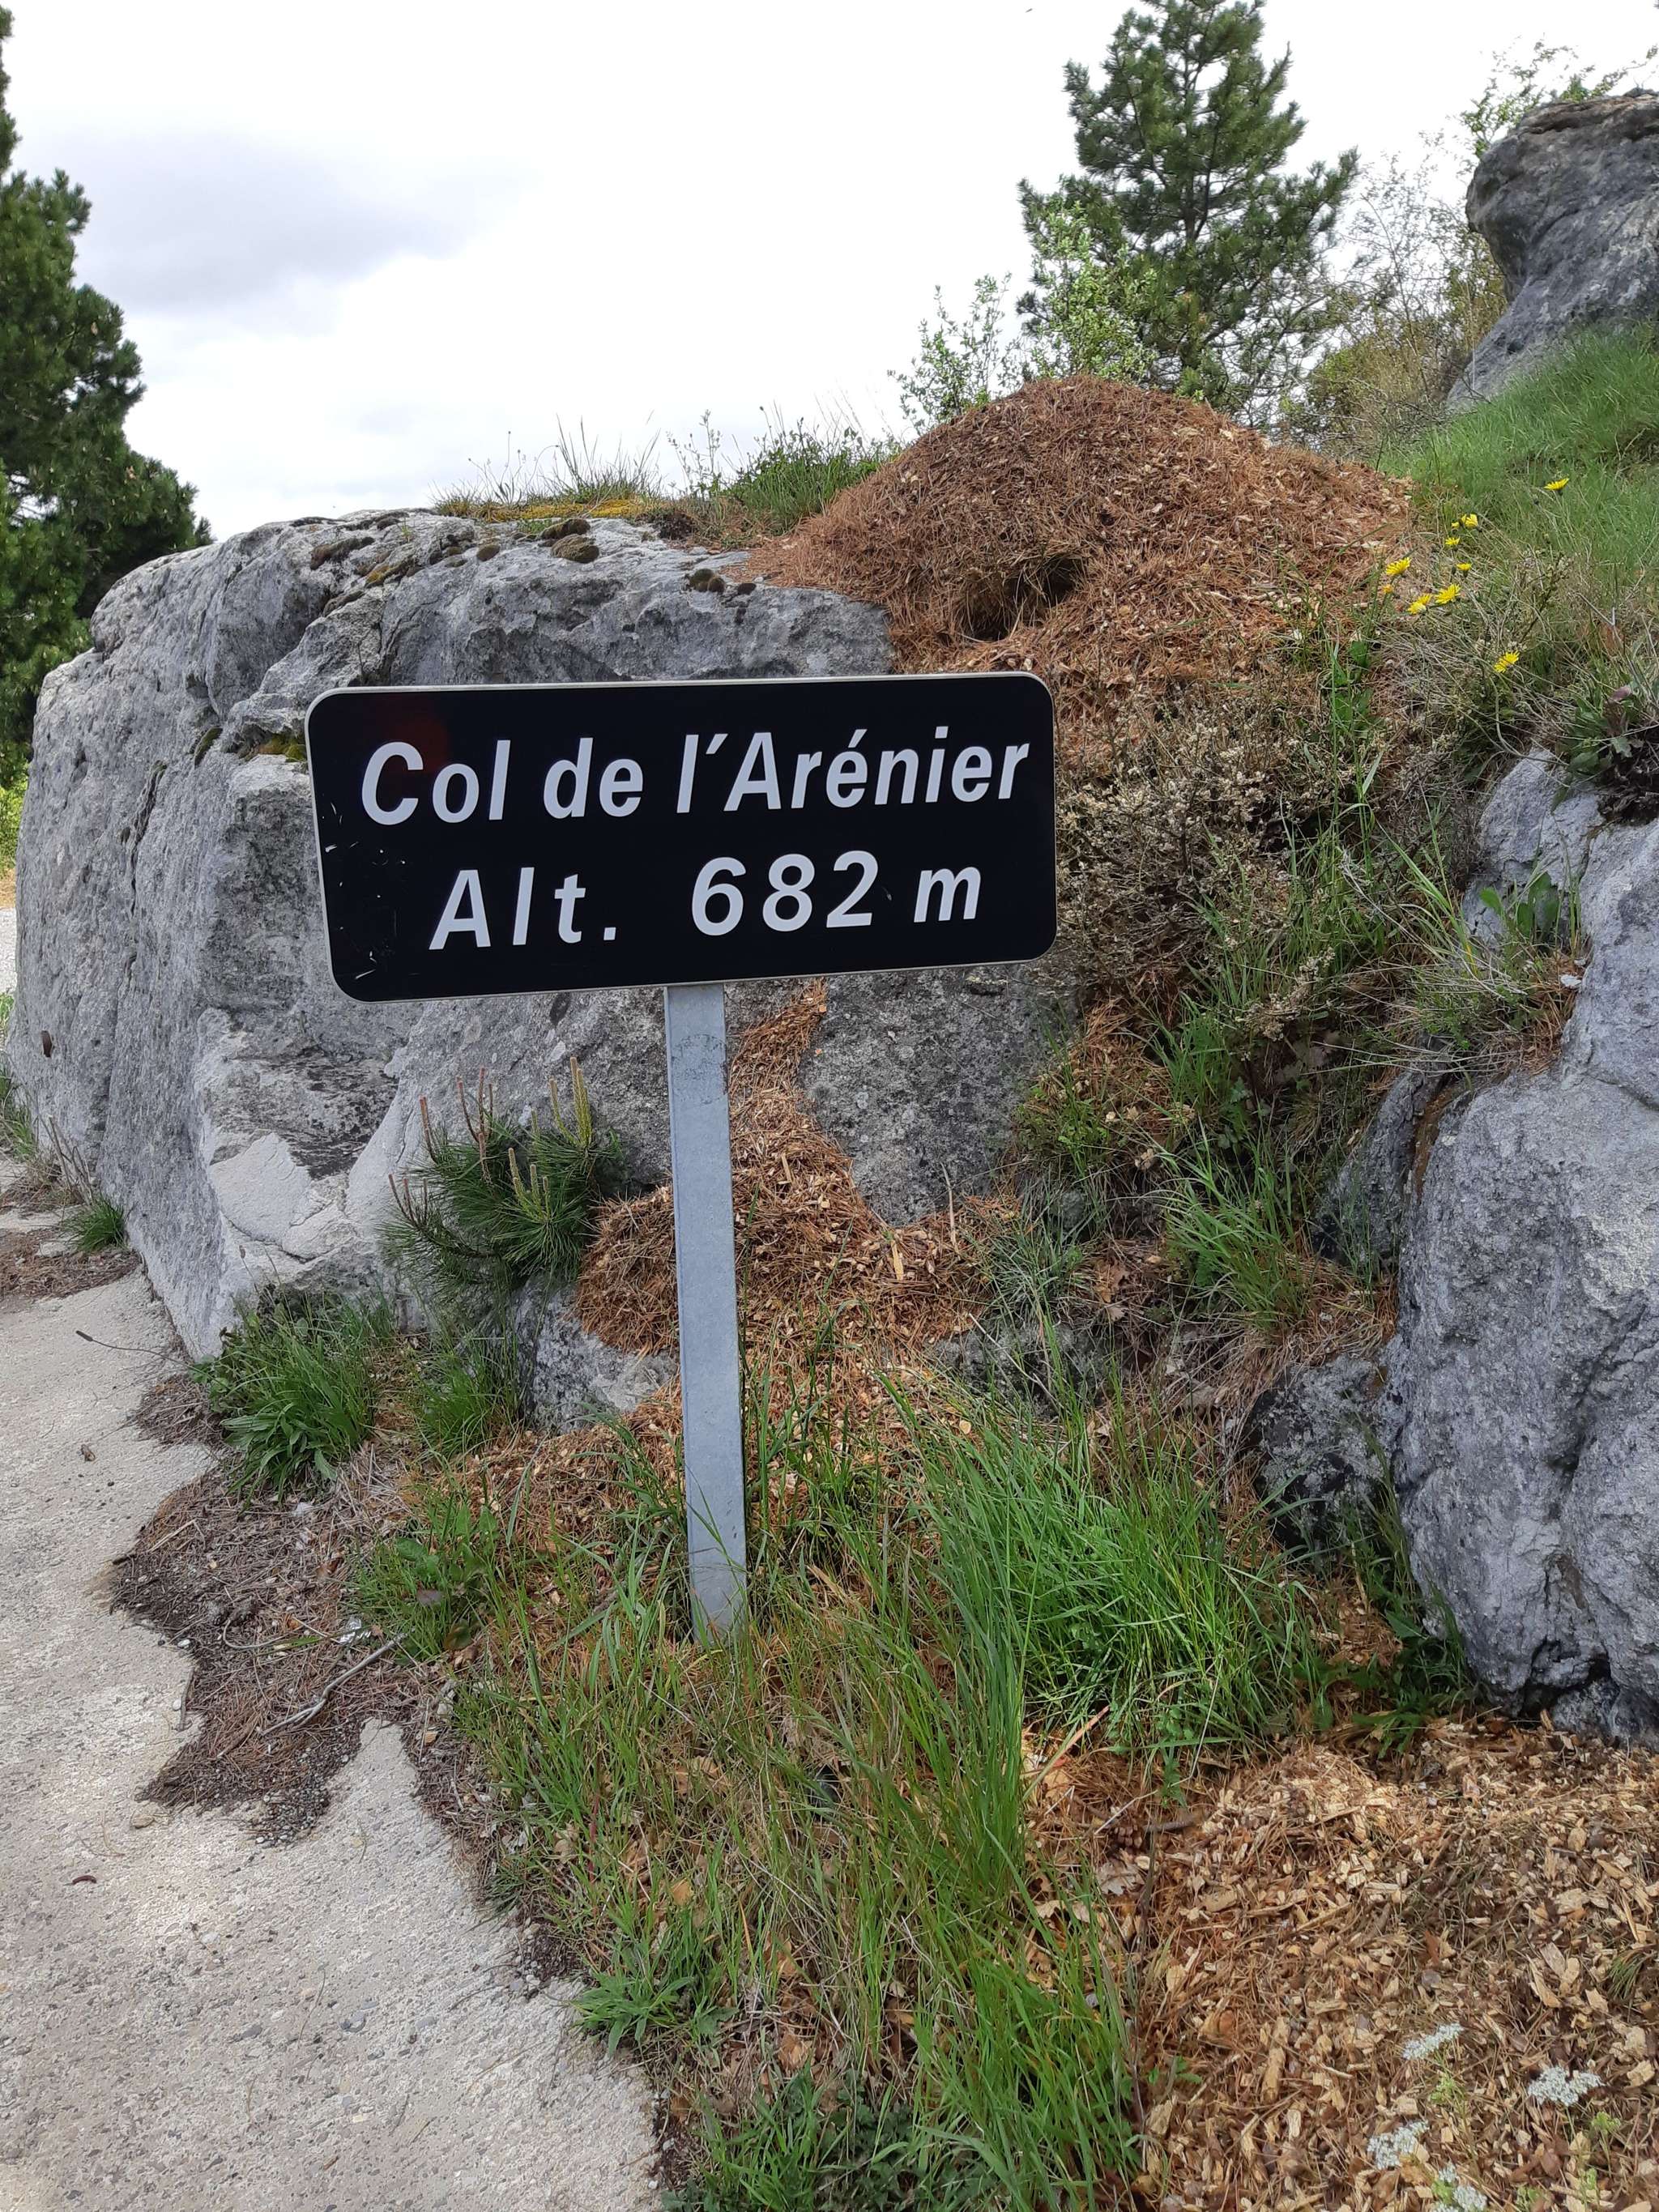 Col de l'Arénier
Alt. 682 m